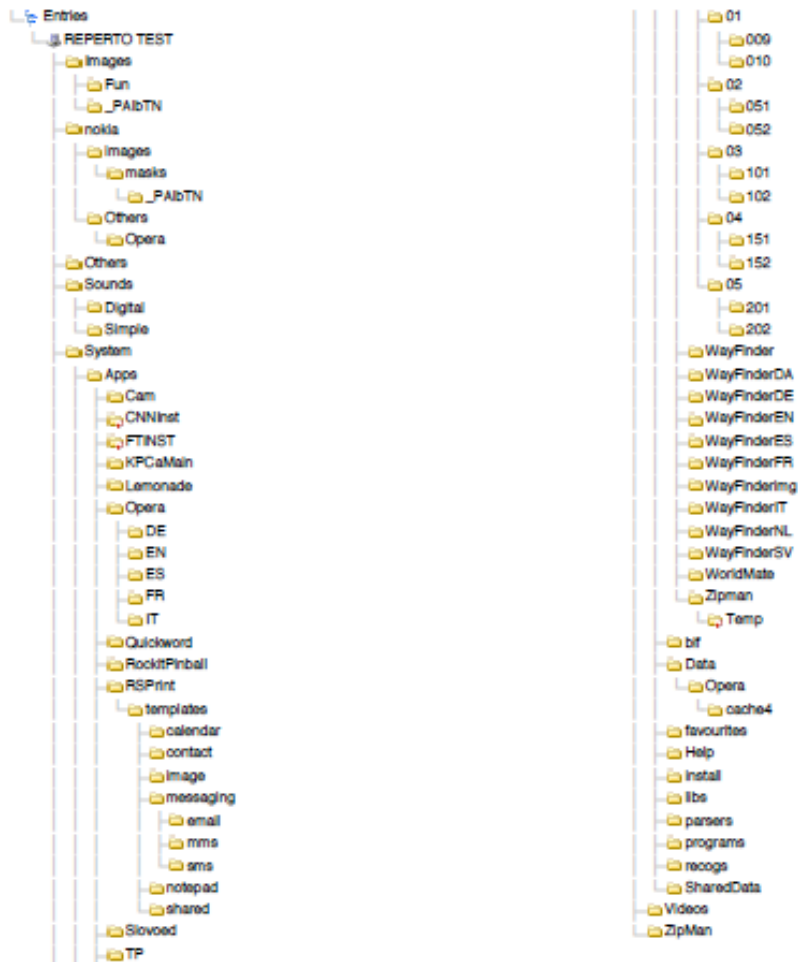 Entries
REPERTO TEST
Images
Fun
_PAlbTN
nokia
Images
masks
_PAlbTN
Others
Opera
Others
Sounds
Digital
Simple
System
Apps
Cam
CNNInst
FTINST
KPCaMain
Lemonade
Opera
DE
EN
ES
FR
IT
Quickword
RockitPinball
RSPrint
templates
calendar
contact
image
messaging
email
mms
sms
notepad
shared
Slovoed
TP
01
009
010
02
051
052
03
101
102
04
151
152
05
201
202
WayFinder
WayFinderDA
WayFinderDE
WayFinderEN
WayFinderES
WayFinderFR
WayFinderImg
WayFinderIT
WayFinderNL
WayFinderSV
WorldMate
Zipman
Temp
bif
Data
Opera
cache4
favourites
Help
install
libs
parsers
programs
recogs
SharedData
Videos
ZipMan